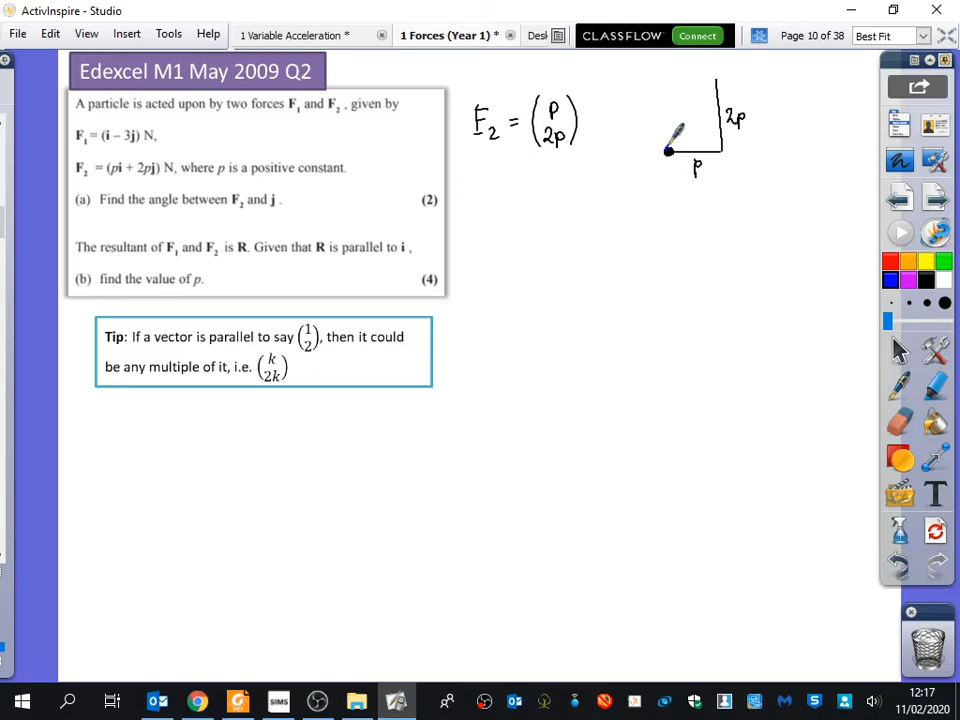 ActivInspire - Studio
File Edit View Insert Tools Help
1 Variable Acceleration *
1 Forces (Year 1) *
Desl
CLASSFLOW
Connect
Page 10 of 38
Best Fit
Edexcel M1 May 2009 Q2
A particle is acted upon by two forces F₁ and F₂ , given by
F₁ = (i – 3j) N,
F₂ = (pi + 2pj) N, where p is a positive constant.
(a) Find the angle between F₂ and j . (2)
The resultant of F₁ and F₂ is R. Given that R is parallel to i ,
(b) find the value of p. (4)
Tip: If a vector is parallel to say (1 2), then it could
be any multiple of it, i.e. (k 2k)
F₂ = (p 2p)
2p
p
T
SIMS
12:17
11/02/2020